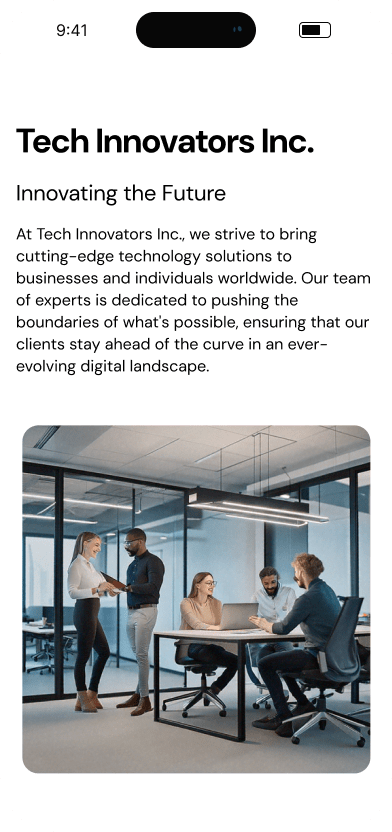 9:41
Tech Innovators Inc.
Innovating the Future
At Tech Innovators Inc., we strive to bring
cutting-edge technology solutions to
businesses and individuals worldwide. Our team
of experts is dedicated to pushing the
boundaries of what's possible, ensuring that our
clients stay ahead of the curve in an ever-
evolving digital landscape.